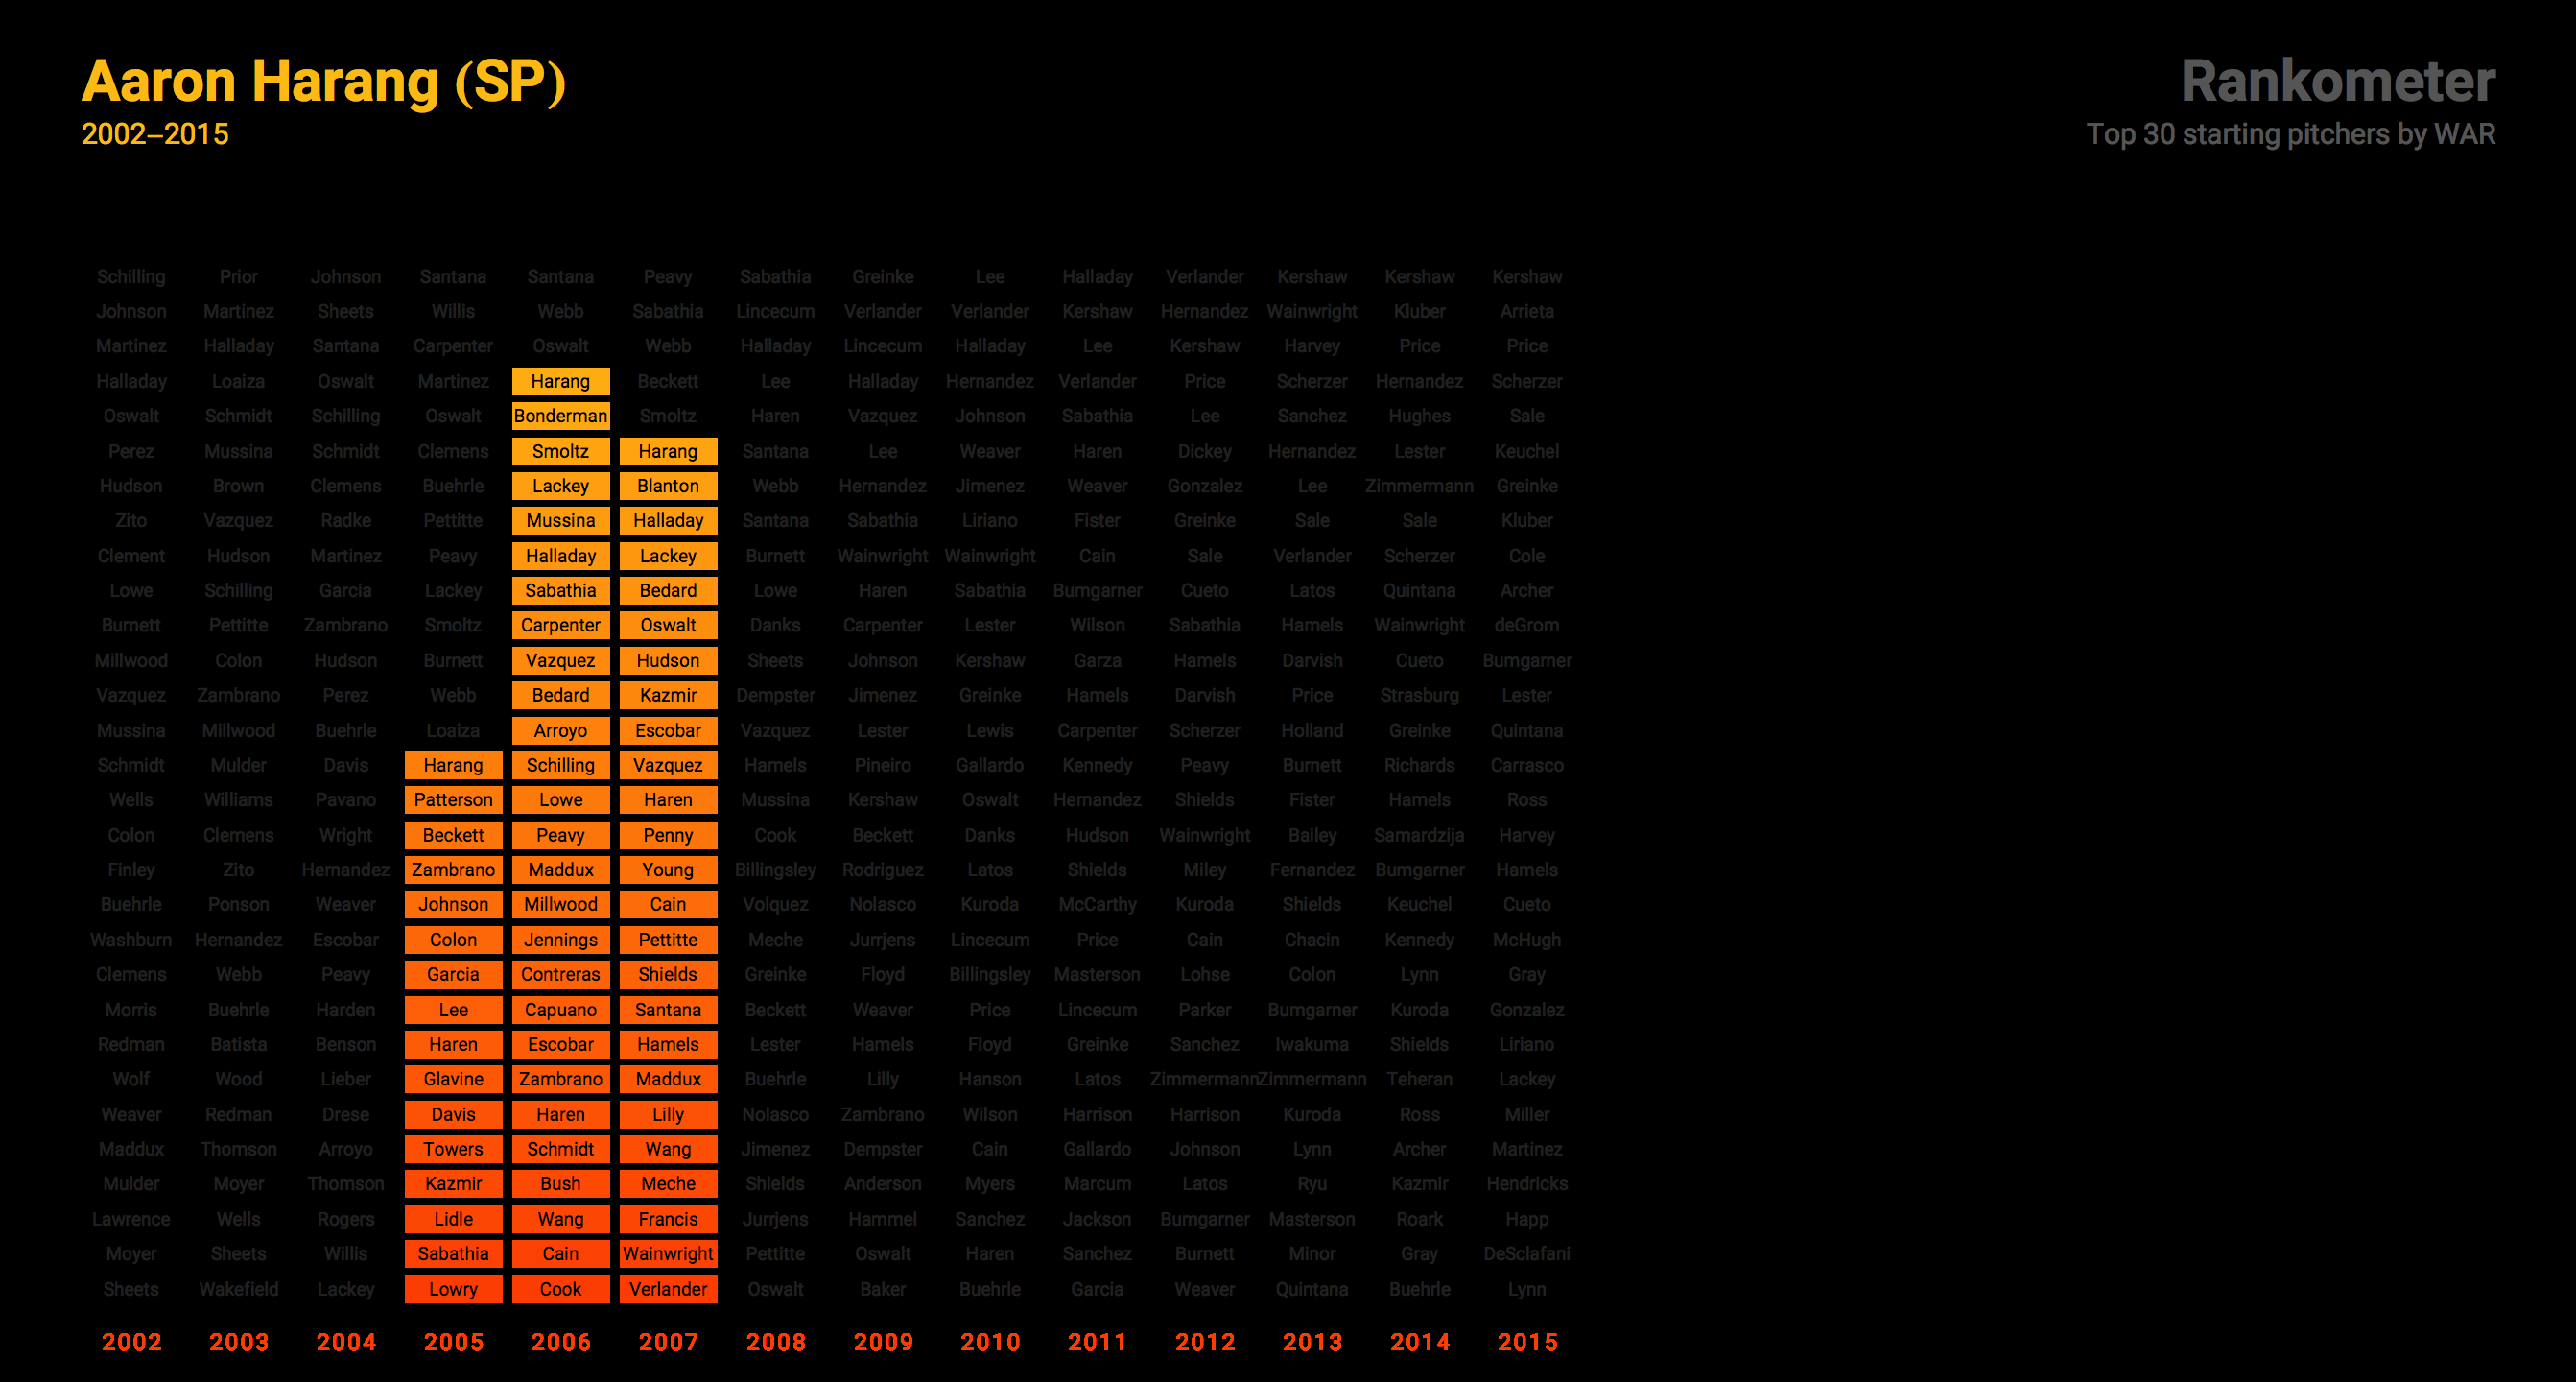 Aaron Harang (SP)
2002–2015
Rankometer
Top 30 starting pitchers by WAR
Schilling Prior Johnson Santana Santana Peavy Sabathia Greinke Lee Halladay Verlander Kershaw Kershaw Kershaw
Johnson Martinez Sheets Willis Webb Sabathia Lincecum Verlander Verlander Kershaw Hernandez Wainwright Kluber Arrieta
Martinez Halladay Santana Carpenter Oswalt Webb Halladay Lincecum Halladay Lee Kershaw Harvey Price Price
Halladay Loaiza Oswalt Martinez Harang Beckett Lee Halladay Hernandez Verlander Price Scherzer Hernandez Scherzer
Oswalt Schmidt Schilling Oswalt Bonderman Smoltz Haren Vazquez Johnson Sabathia Lee Sanchez Hughes Sale
Perez Mussina Schmidt Clemens Smoltz Harang Santana Lee Weaver Haren Dickey Hernandez Lester Keuchel
Hudson Brown Clemens Buehrle Lackey Blanton Webb Hernandez Jimenez Weaver Gonzalez Lee Zimmermann Greinke
Zito Vazquez Radke Pettitte Mussina Halladay Santana Sabathia Liriano Fister Greinke Sale Sale Kluber
Clement Hudson Martinez Peavy Halladay Lackey Burnett Wainwright Wainwright Cain Sale Verlander Scherzer Cole
Lowe Schilling Garcia Lackey Sabathia Bedard Lowe Haren Sabathia Bumgarner Cueto Latos Quintana Archer
Burnett Pettitte Zambrano Smoltz Carpenter Oswalt Danks Carpenter Lester Wilson Sabathia Hamels Wainwright deGrom
Millwood Colon Hudson Burnett Vazquez Hudson Sheets Johnson Kershaw Garza Hamels Darvish Cueto Bumgarner
Vazquez Zambrano Perez Webb Bedard Kazmir Dempster Jimenez Greinke Hamels Darvish Price Strasburg Lester
Mussina Millwood Buehrle Loaiza Arroyo Escobar Vazquez Lester Lewis Carpenter Scherzer Holland Greinke Quintana
Schmidt Mulder Davis Harang Schilling Vazquez Hamels Pineiro Gallardo Kennedy Peavy Burnett Richards Carrasco
Wells Williams Pavano Patterson Lowe Haren Mussina Kershaw Oswalt Hernandez Shields Fister Hamels Ross
Colon Clemens Wright Beckett Peavy Penny Cook Beckett Danks Hudson Wainwright Bailey Samardzija Harvey
Finley Zito Hernandez Zambrano Maddux Young Billingsley Rodriguez Latos Shields Miley Fernandez Bumgarner Hamels
Buehrle Ponson Weaver Johnson Millwood Cain Volquez Nolasco Kuroda McCarthy Kuroda Shields Keuchel Cueto
Washburn Hernandez Escobar Colon Jennings Pettitte Meche Jurrjens Lincecum Price Cain Chacin Kennedy McHugh
Clemens Webb Peavy Garcia Contreras Shields Greinke Floyd Billingsley Masterson Lohse Colon Lynn Gray
Morris Buehrle Harden Lee Capuano Santana Beckett Weaver Price Lincecum Parker Bumgarner Kuroda Gonzalez
Redman Batista Benson Haren Escobar Hamels Lester Hamels Floyd Greinke Sanchez Iwakuma Shields Liriano
Wolf Wood Lieber Glavine Zambrano Maddux Buehrle Lilly Hanson Latos Zimmermann Zimmermann Teheran Lackey
Weaver Redman Drese Davis Haren Lilly Nolasco Zambrano Wilson Harrison Harrison Kuroda Ross Miller
Maddux Thomson Arroyo Towers Schmidt Wang Jimenez Dempster Cain Gallardo Johnson Lynn Archer Martinez
Mulder Moyer Thomson Kazmir Bush Meche Shields Anderson Myers Marcum Latos Ryu Kazmir Hendricks
Lawrence Wells Rogers Lidle Wang Francis Jurrjens Hammel Sanchez Jackson Bumgarner Masterson Roark Happ
Moyer Sheets Willis Sabathia Cain Wainwright Pettitte Oswalt Haren Sanchez Burnett Minor Gray DeSclafani
Sheets Wakefield Lackey Lowry Cook Verlander Oswalt Baker Buehrle Garcia Weaver Quintana Buehrle Lynn
2002 2003 2004 2005 2006 2007 2008 2009 2010 2011 2012 2013 2014 2015